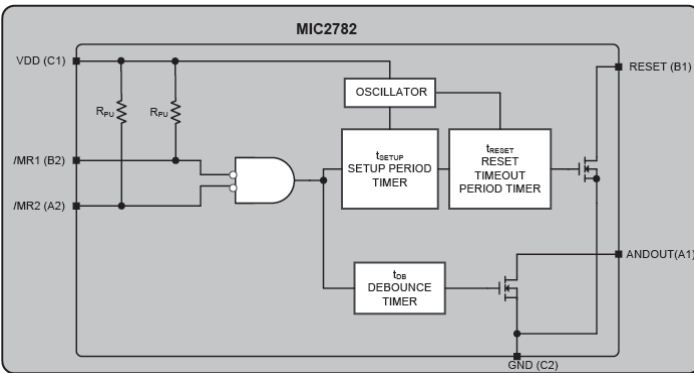 MIC2782
VDD (C1)
RESET (B1)
OSCILLATOR
RPU
RPU
tSETUP
SETUP PERIOD
TIMER
tRESET
RESET
TIMEOUT
PERIOD TIMER
/MR1 (B2)
/MR2 (A2)
ANDOUT(A1)
tDB
DEBOUNCE
TIMER
GND (C2)